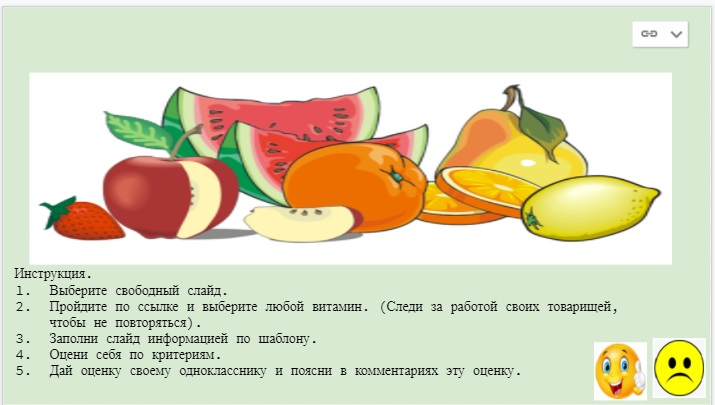 Инструкция.
1. Выберите свободный слайд.
2. Пройдите по ссылке и выберите любой витамин. (Следи за работой своих товарищей,
чтобы не повторяться).
3. Заполни слайд информацией по шаблону.
4. Оцени себя по критериям.
5. Дай оценку своему однокласснику и поясни в комментариях эту оценку.